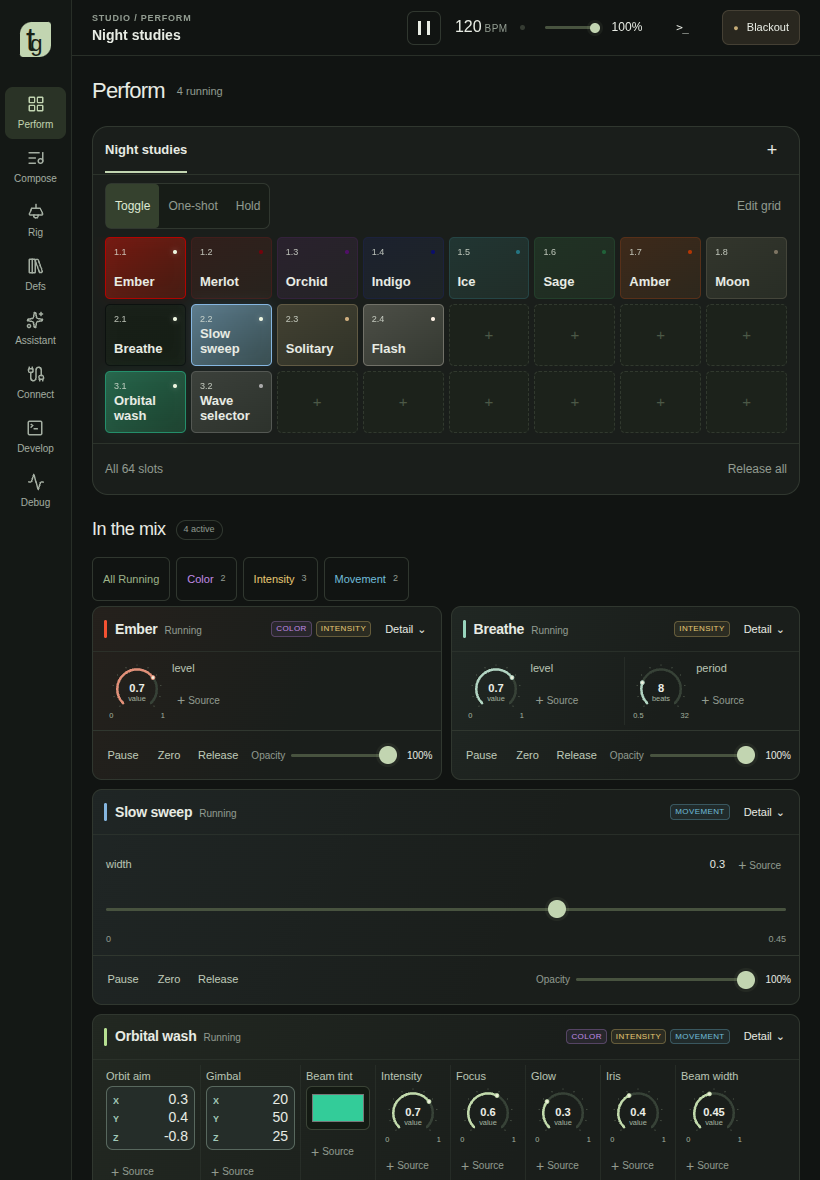 tg
STUDIO / PERFORM
Night studies
120 BPM
100%
>_
Blackout
Perform
Compose
Rig
Defs
Assistant
Connect
Develop
Debug
Perform 4 running
Night studies +
Toggle One-shot Hold Edit grid
1.1 Ember
1.2 Merlot
1.3 Orchid
1.4 Indigo
1.5 Ice
1.6 Sage
1.7 Amber
1.8 Moon
2.1 Breathe
2.2 Slow sweep
2.3 Solitary
2.4 Flash
+ + + +
3.1 Orbital wash
3.2 Wave selector
+ + + + + +
All 64 slots Release all
In the mix 4 active
All Running Color 2 Intensity 3 Movement 2
Ember Running COLOR INTENSITY Detail
level
0.7
value
+ Source
0 1
Pause Zero Release Opacity 100%
Breathe Running INTENSITY Detail
level
0.7
value
+ Source
0 1
period
8
beats
+ Source
0.5 32
Pause Zero Release Opacity 100%
Slow sweep Running MOVEMENT Detail
width 0.3 + Source
0 0.45
Pause Zero Release Opacity 100%
Orbital wash Running COLOR INTENSITY MOVEMENT Detail
Orbit aim
X 0.3
Y 0.4
Z -0.8
+ Source
Gimbal
X 20
Y 50
Z 25
+ Source
Beam tint
+ Source
Intensity
0.7
value
0 1
+ Source
Focus
0.6
value
0 1
+ Source
Glow
0.3
value
0 1
+ Source
Iris
0.4
value
0 1
+ Source
Beam width
0.45
value
0 1
+ Source